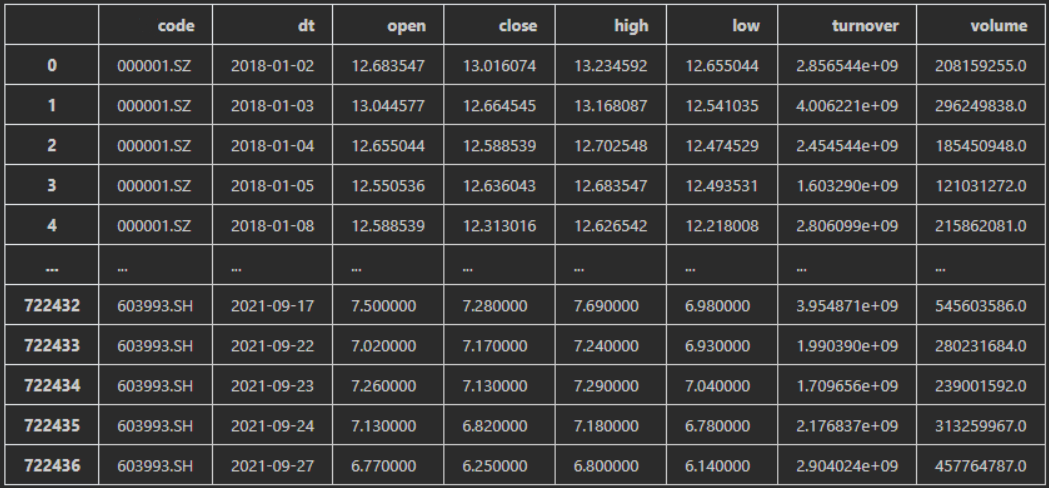 code dt open close high low turnover volume
0 000001.SZ 2018-01-02 12.683547 13.016074 13.234592 12.655044 2.856544e+09 208159255.0
1 000001.SZ 2018-01-03 13.044577 12.664545 13.168087 12.541035 4.006221e+09 296249838.0
2 000001.SZ 2018-01-04 12.655044 12.588539 12.702548 12.474529 2.454544e+09 185450948.0
3 000001.SZ 2018-01-05 12.550536 12.636043 12.683547 12.493531 1.603290e+09 121031272.0
4 000001.SZ 2018-01-08 12.588539 12.313016 12.626542 12.218008 2.806099e+09 215862081.0
... ... ... ... ... ... ... ... ...
722432 603993.SH 2021-09-17 7.500000 7.280000 7.690000 6.980000 3.954871e+09 545603586.0
722433 603993.SH 2021-09-22 7.020000 7.170000 7.240000 6.930000 1.990390e+09 280231684.0
722434 603993.SH 2021-09-23 7.260000 7.130000 7.290000 7.040000 1.709656e+09 239001592.0
722435 603993.SH 2021-09-24 7.130000 6.820000 7.180000 6.780000 2.176837e+09 313259967.0
722436 603993.SH 2021-09-27 6.770000 6.250000 6.800000 6.140000 2.904024e+09 457764787.0